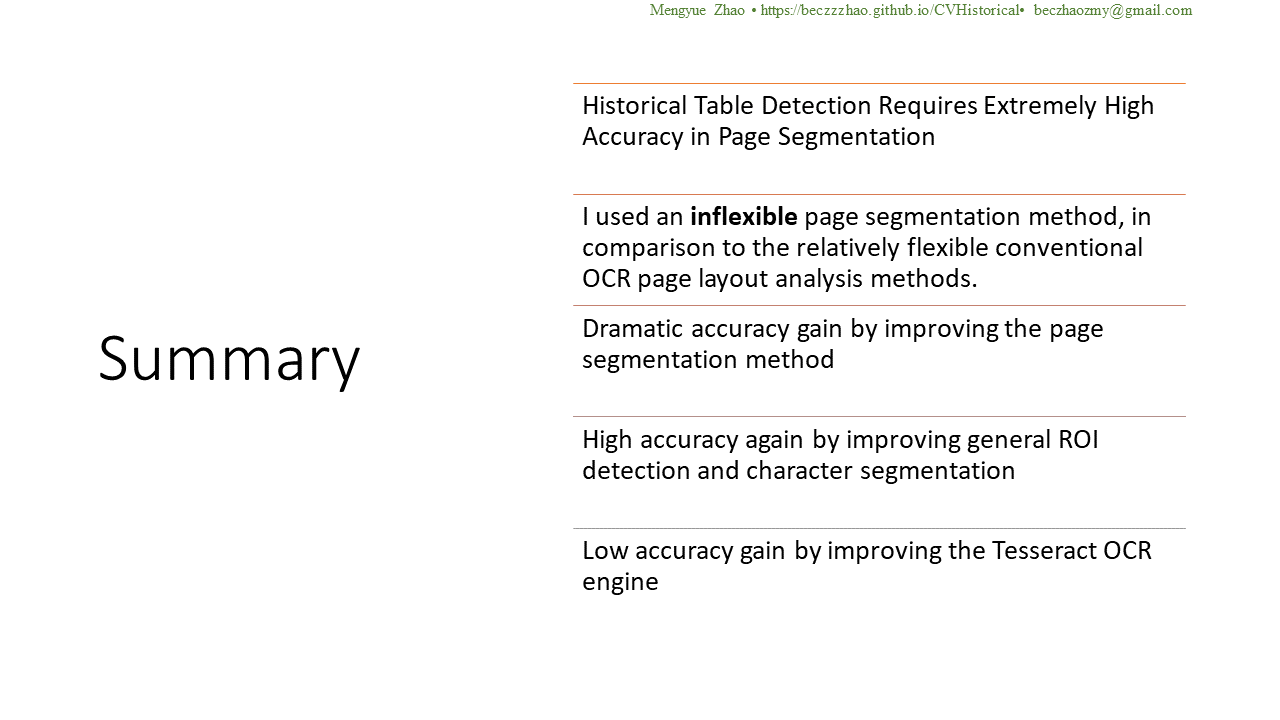 Mengyue Zhao • https://beczzzhao.github.io/CVHistorical• beczhaozmy@gmail.com
Summary
Historical Table Detection Requires Extremely High
Accuracy in Page Segmentation
I used an inflexible page segmentation method, in
comparison to the relatively flexible conventional
OCR page layout analysis methods.
Dramatic accuracy gain by improving the page
segmentation method
High accuracy again by improving general ROI
detection and character segmentation
Low accuracy gain by improving the Tesseract OCR
engine